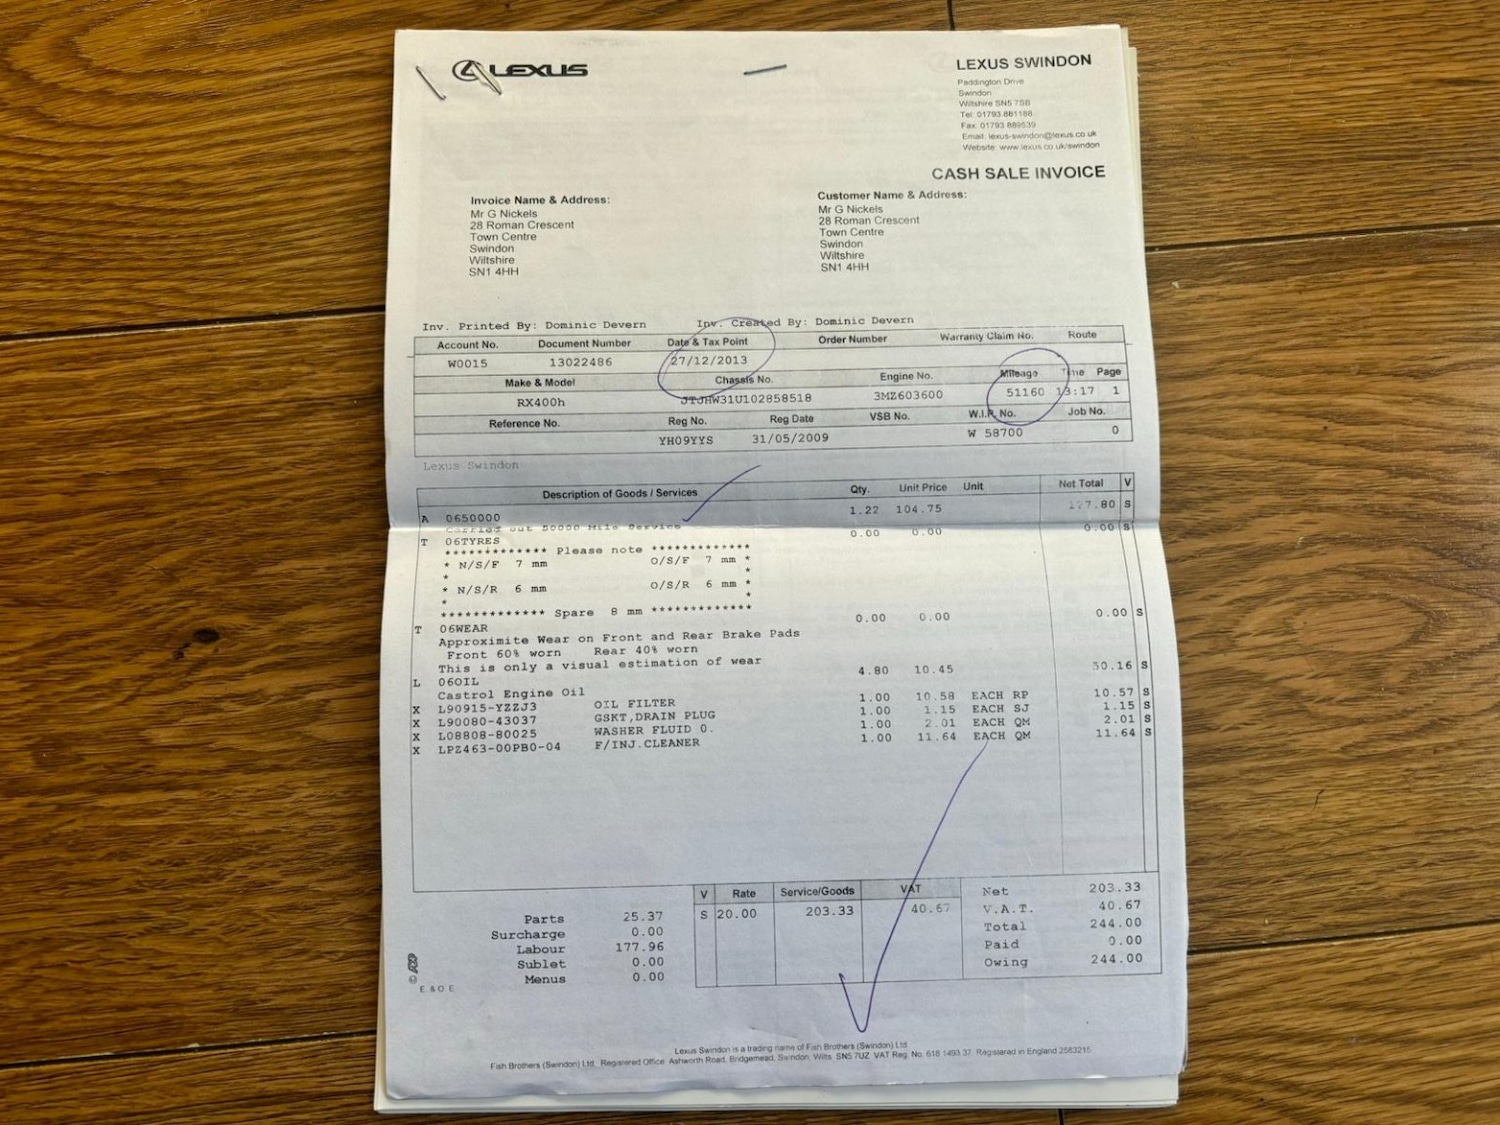 LEXUS
LEXUS SWINDON
Paddington Drive
Swindon
Wiltshire SN5 7SB
Tel: 01793 881188
Fax: 01793 889539
Email: lexus-swindon@lexus.co.uk
Website: www.lexus.co.uk/swindon
CASH SALE INVOICE
Invoice Name & Address:
Mr G Nickels
28 Roman Crescent
Town Centre
Swindon
Wiltshire
SN1 4HH
Customer Name & Address:
Mr G Nickels
28 Roman Crescent
Town Centre
Swindon
Wiltshire
SN1 4HH
Inv. Printed By: Dominic Devern Inv. Created By: Dominic Devern
Account No. Document Number Date & Tax Point Order Number Warranty Claim No. Route
W0015 13022486 27/12/2013
Make & Model Chassis No. Engine No. Mileage Time Page
RX400h JTJHW31U102858518 3MZ603600 51160 13:17 1
Reference No. Reg No. Reg Date VSB No. W.I.P. No. Job No.
YH09YYS 31/05/2009 W 58700 0
Lexus Swindon
Description of Goods / Services Qty. Unit Price Unit Net Total V
A 0650000 1.22 104.75 127.80 S
Carried out 50000 Mile Service
T 06TYRES 0.00 0.00 0.00 S
************* Please note *************
* N/S/F 7 mm O/S/F 7 mm *
* *
* N/S/R 6 mm O/S/R 6 mm *
* *
************* Spare 8 mm *************
T 06WEAR 0.00 0.00 0.00 S
Approximite Wear on Front and Rear Brake Pads
Front 60% worn Rear 40% worn
This is only a visual estimation of wear
L 06OIL 4.80 10.45 50.16 S
Castrol Engine Oil
X L90915-YZZJ3 OIL FILTER 1.00 10.58 EACH RP 10.57 S
X L90080-43037 GSKT,DRAIN PLUG 1.00 1.15 EACH SJ 1.15 S
X L08808-80025 WASHER FLUID 0. 1.00 2.01 EACH QM 2.01 S
X LPZ463-00PB0-04 F/INJ.CLEANER 1.00 11.64 EACH QM 11.64 S
Parts 25.37
Surcharge 0.00
Labour 177.96
Sublet 0.00
Menus 0.00
V Rate Service/Goods VAT
S 20.00 203.33 40.67
Net 203.33
V.A.T. 40.67
Total 244.00
Paid 0.00
Owing 244.00
©
E & O E
Lexus Swindon is a trading name of Fish Brothers (Swindon) Ltd
Fish Brothers (Swindon) Ltd. Registered Office: Ashworth Road, Bridgemead, Swindon, Wilts. SN5 7UZ VAT Reg. No. 618 1493 37. Registered in England 2563215